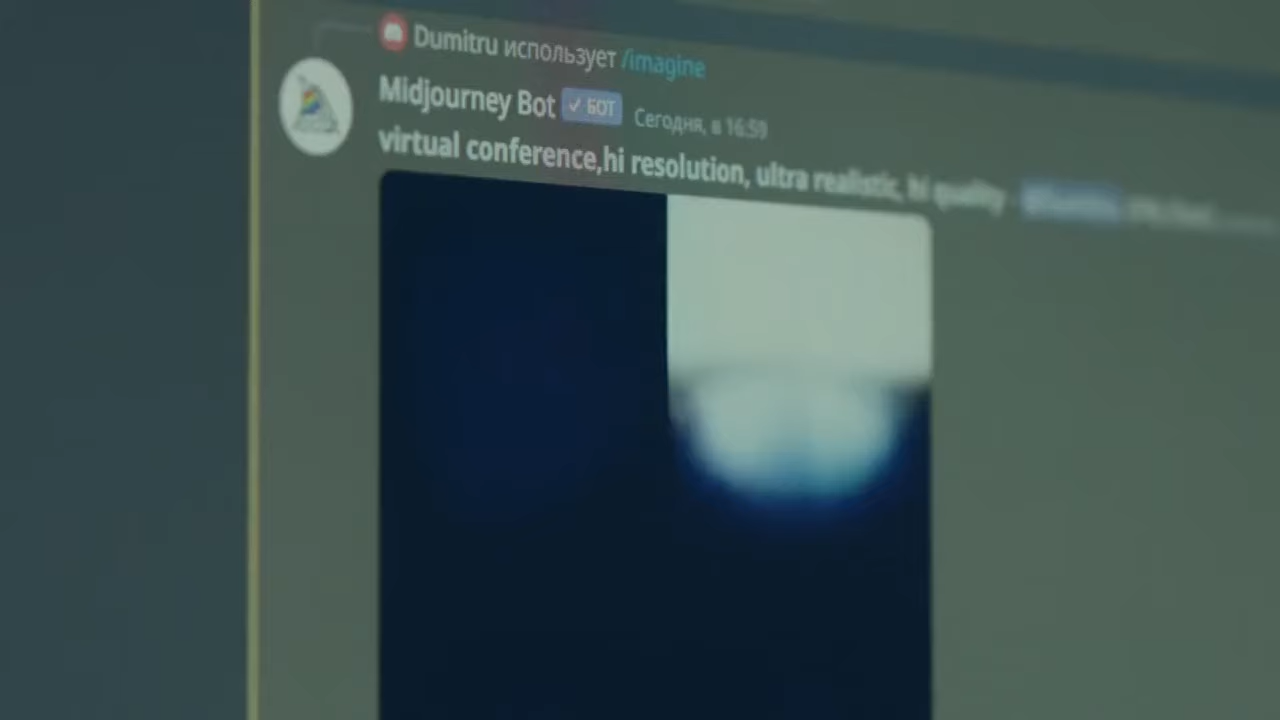 Dumitru использует /imagine
Midjourney Bot ✓ БОТ Сегодня, в 16:59
virtual conference,hi resolution, ultra realistic, hi quality